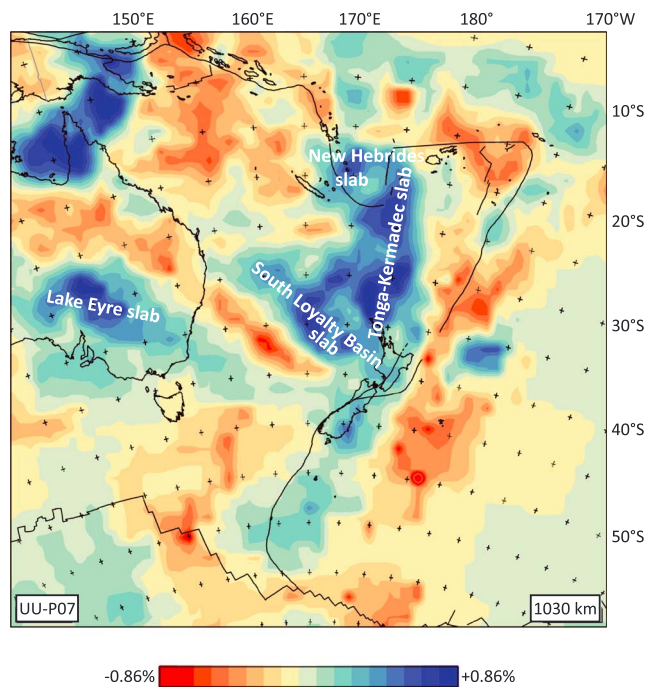 150°E 160°E 170°E 180° 170°W
10°S
New Hebrides
slab
Tonga-Kermadec slab
20°S
Lake Eyre slab
South Loyalty Basin
slab
30°S
40°S
50°S
UU-P07
1030 km
-0.86% +0.86%